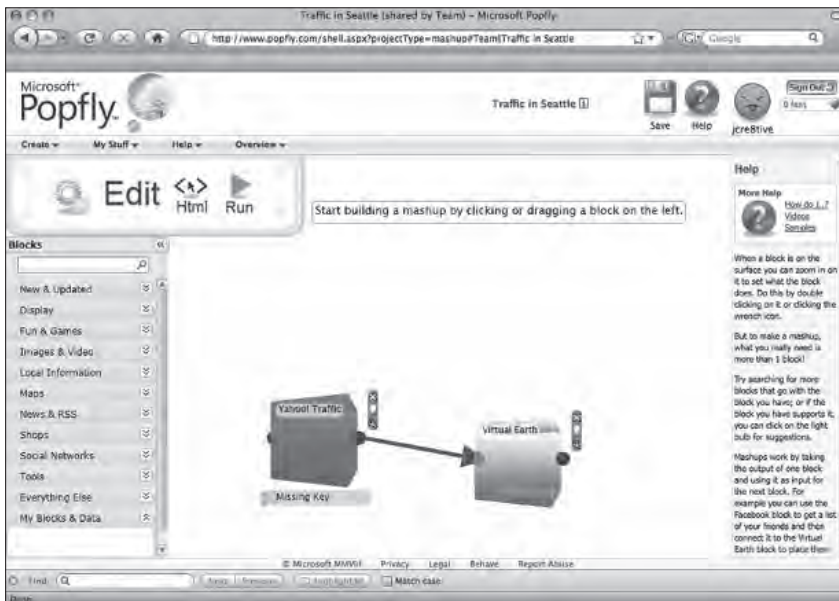 Traffic in Seattle (shared by Team) – Microsoft Popfly
http://www.popfly.com/shell.aspx?projectType=mashup#Team|Traffic in Seattle
Google
Microsoft®
Popfly™
Traffic in Seattle
Save
Help
jcre8tive
Sign Out
Create
My Stuff
Help
Overview
Edit
Html
Run
Start building a mashup by clicking or dragging a block on the left.
Help
More Help
How do I..?
Videos
Samples
Blocks
New & Updated
Display
Fun & Games
Images & Video
Local Information
Maps
News & RSS
Shops
Social Networks
Tools
Everything Else
My Blocks & Data
Yahoo! Traffic
Missing Key
Virtual Earth
When a block is on the
surface you can zoom in on
it to set what the block
does. Do this by double
clicking on it or clicking the
wrench icon.
But to make a mashup,
what you really need is
more than 1 block!
Try searching for more
blocks that go with the
block you have; or if the
block you have supports it,
you can click on the light
bulb for suggestions.
Mashups work by taking
the output of one block
and using it as input for
the next block. For
example you can use the
Facebook block to get a list
of your friends and then
connect it to the Virtual
Earth block to place them
© Microsoft MMVII
Privacy
Legal
Behave
Report Abuse
Find:
Next
Previous
Highlight all
Match case
Done